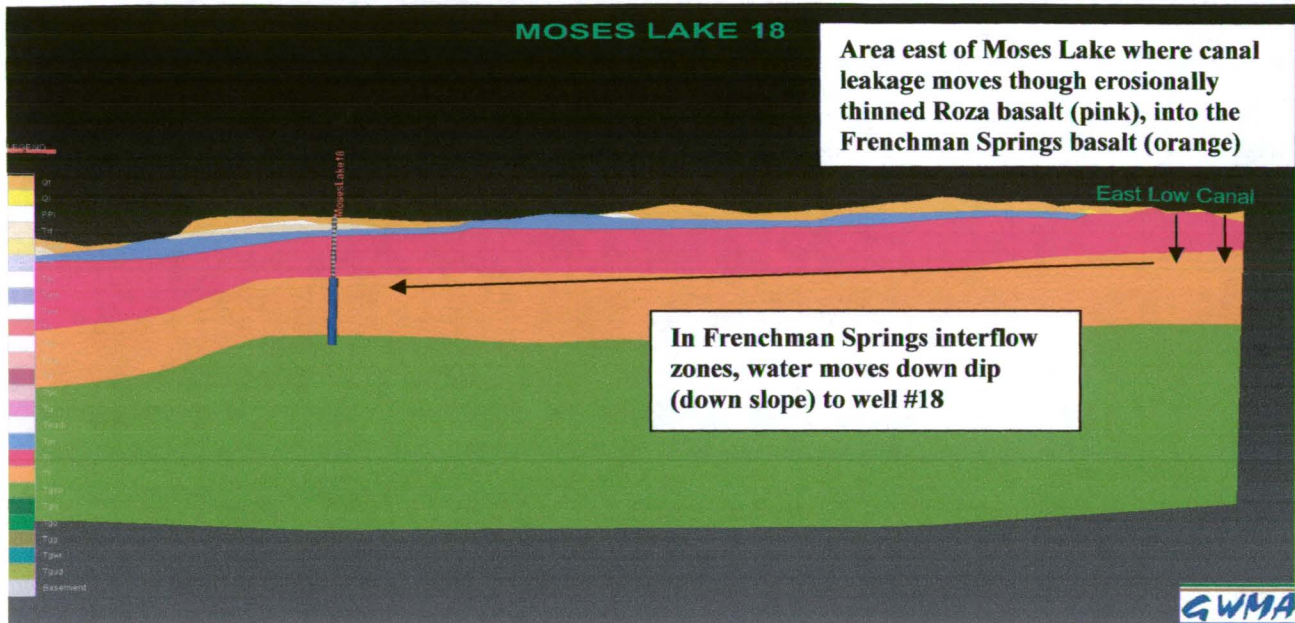 MOSES LAKE 18
Area east of Moses Lake where canal
leakage moves though erosionally
thinned Roza basalt (pink), into the
Frenchman Springs basalt (orange)
LEGEND
MosesLake18
East Low Canal
In Frenchman Springs interflow
zones, water moves down dip
(down slope) to well #18
Basement
GWMA